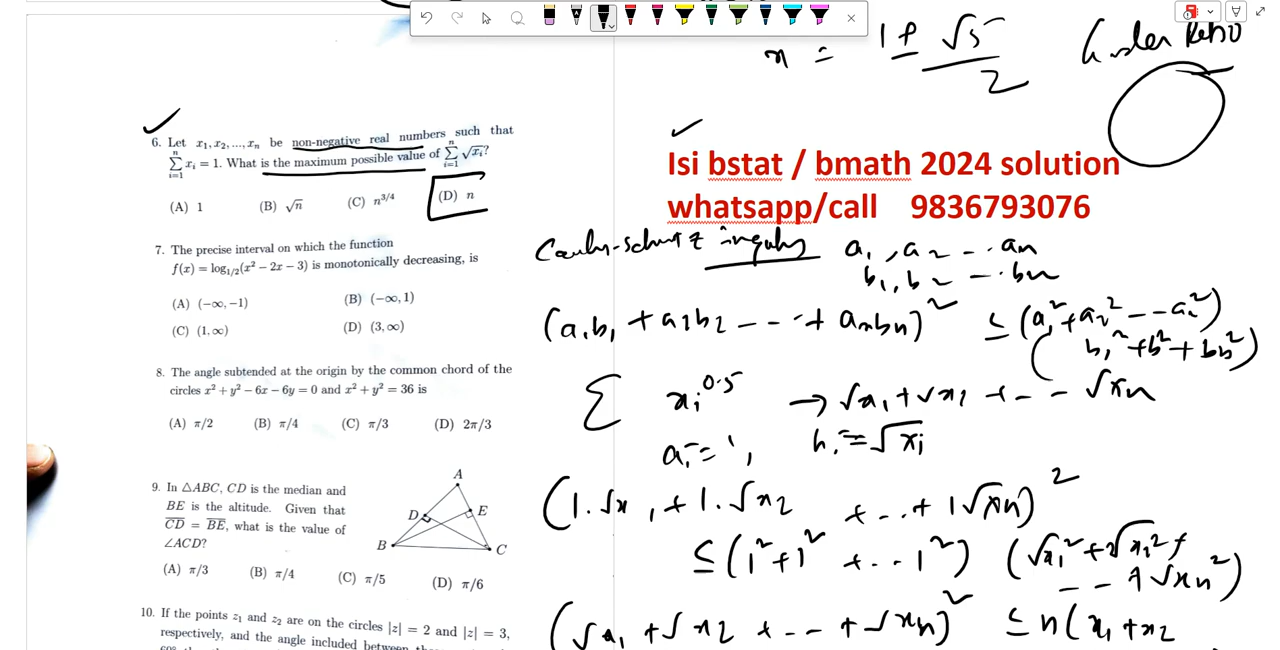 x = 1 ± √5 / 2
6. Let x₁, x₂, ..., xₙ be non-negative real numbers such that
∑ᵢ₌₁ⁿ xᵢ = 1. What is the maximum possible value of ∑ᵢ₌₁ⁿ √xᵢ?
(A) 1 (B) √n (C) n^{3/4} (D) n
7. The precise interval on which the function
f(x) = log₁/₂(x² − 2x − 3) is monotonically decreasing, is
(A) (−∞, −1) (B) (−∞, 1)
(C) (1, ∞) (D) (3, ∞)
8. The angle subtended at the origin by the common chord of the
circles x² + y² − 6x − 6y = 0 and x² + y² = 36 is
(A) π/2 (B) π/4 (C) π/3 (D) 2π/3
9. In △ABC, CD is the median and
BE is the altitude. Given that
CD = BE, what is the value of
∠ACD?
(A) π/3 (B) π/4 (C) π/5 (D) π/6
A
D
E
B
C
10. If the points z₁ and z₂ are on the circles |z| = 2 and |z| = 3,
respectively, and the angle included between
Isi bstat / bmath 2024 solution
whatsapp/call 9836793076
a₁, a₂ -- · aₙ
b₁, b₂ -- · bₙ
(a₁b₁ + a₂b₂ --- + aₙbₙ)² ≤ (a₁² + a₂² --- aₙ²)
(b₁² + b² + bₙ²)
∑ xᵢ^0.5 → √x₁ + √x₂ + -- √xₙ
aᵢ = 1, bᵢ = √xᵢ
(1.√x₁ + 1.√x₂ + --. + 1√xₙ)²
≤ (1² + 1² + -.. 1²) (√x₁² + √x₂² +
-- + √xₙ²)
(√x₁ + √x₂ + -- + √xₙ)² ≤ n(x₁ + x₂